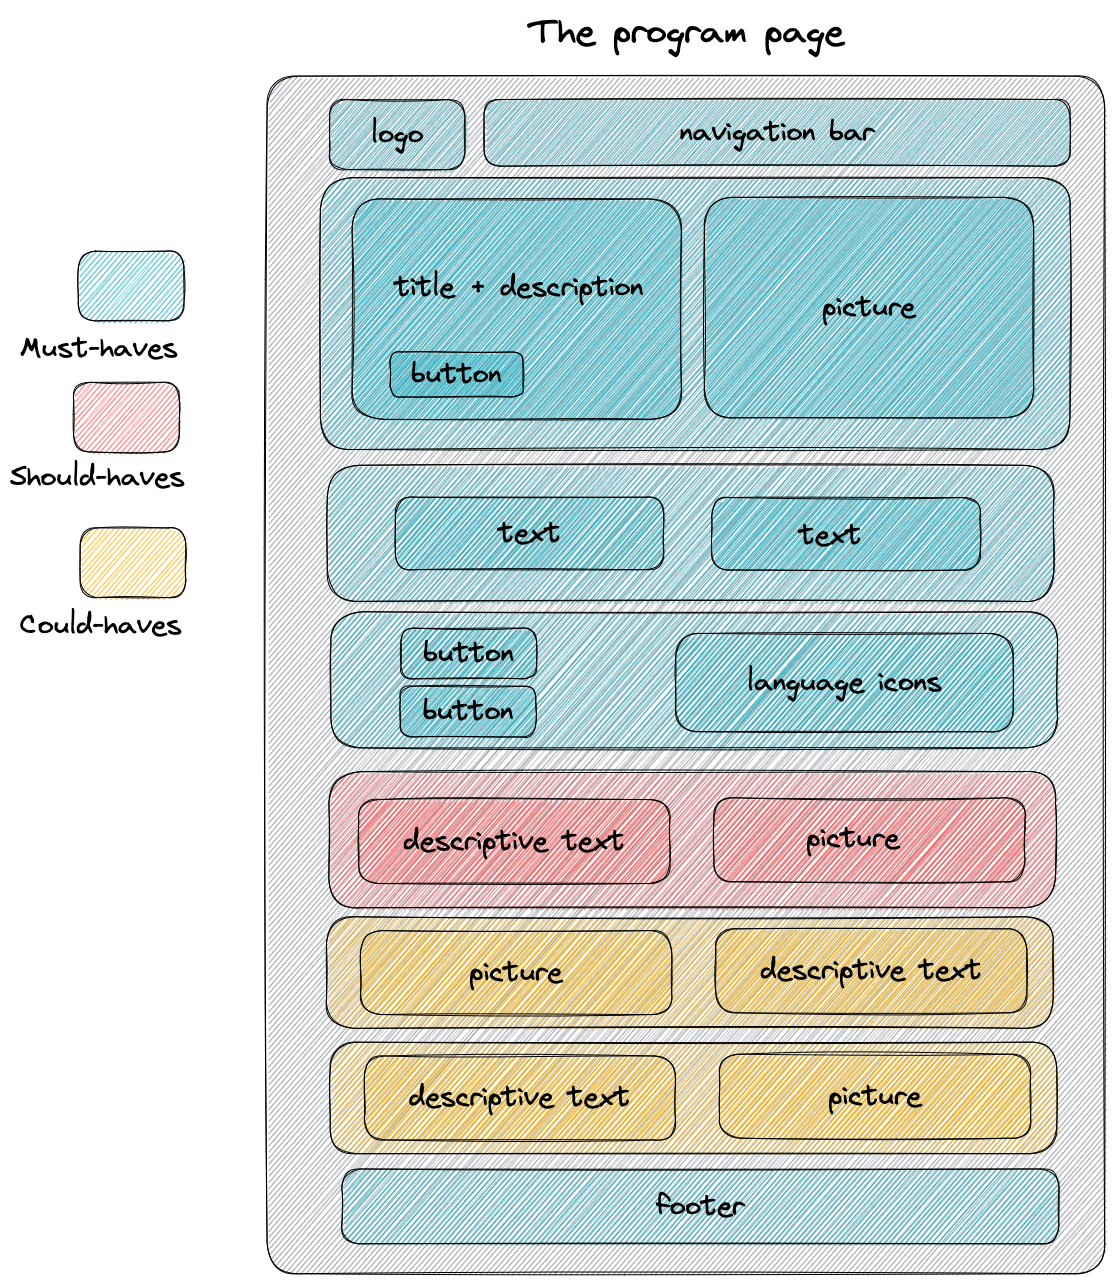 The program page
logo
navigation bar
title + description
button
picture
Must-haves
Should-haves
Could-haves
text
text
button
button
language icons
descriptive text
picture
picture
descriptive text
descriptive text
picture
footer